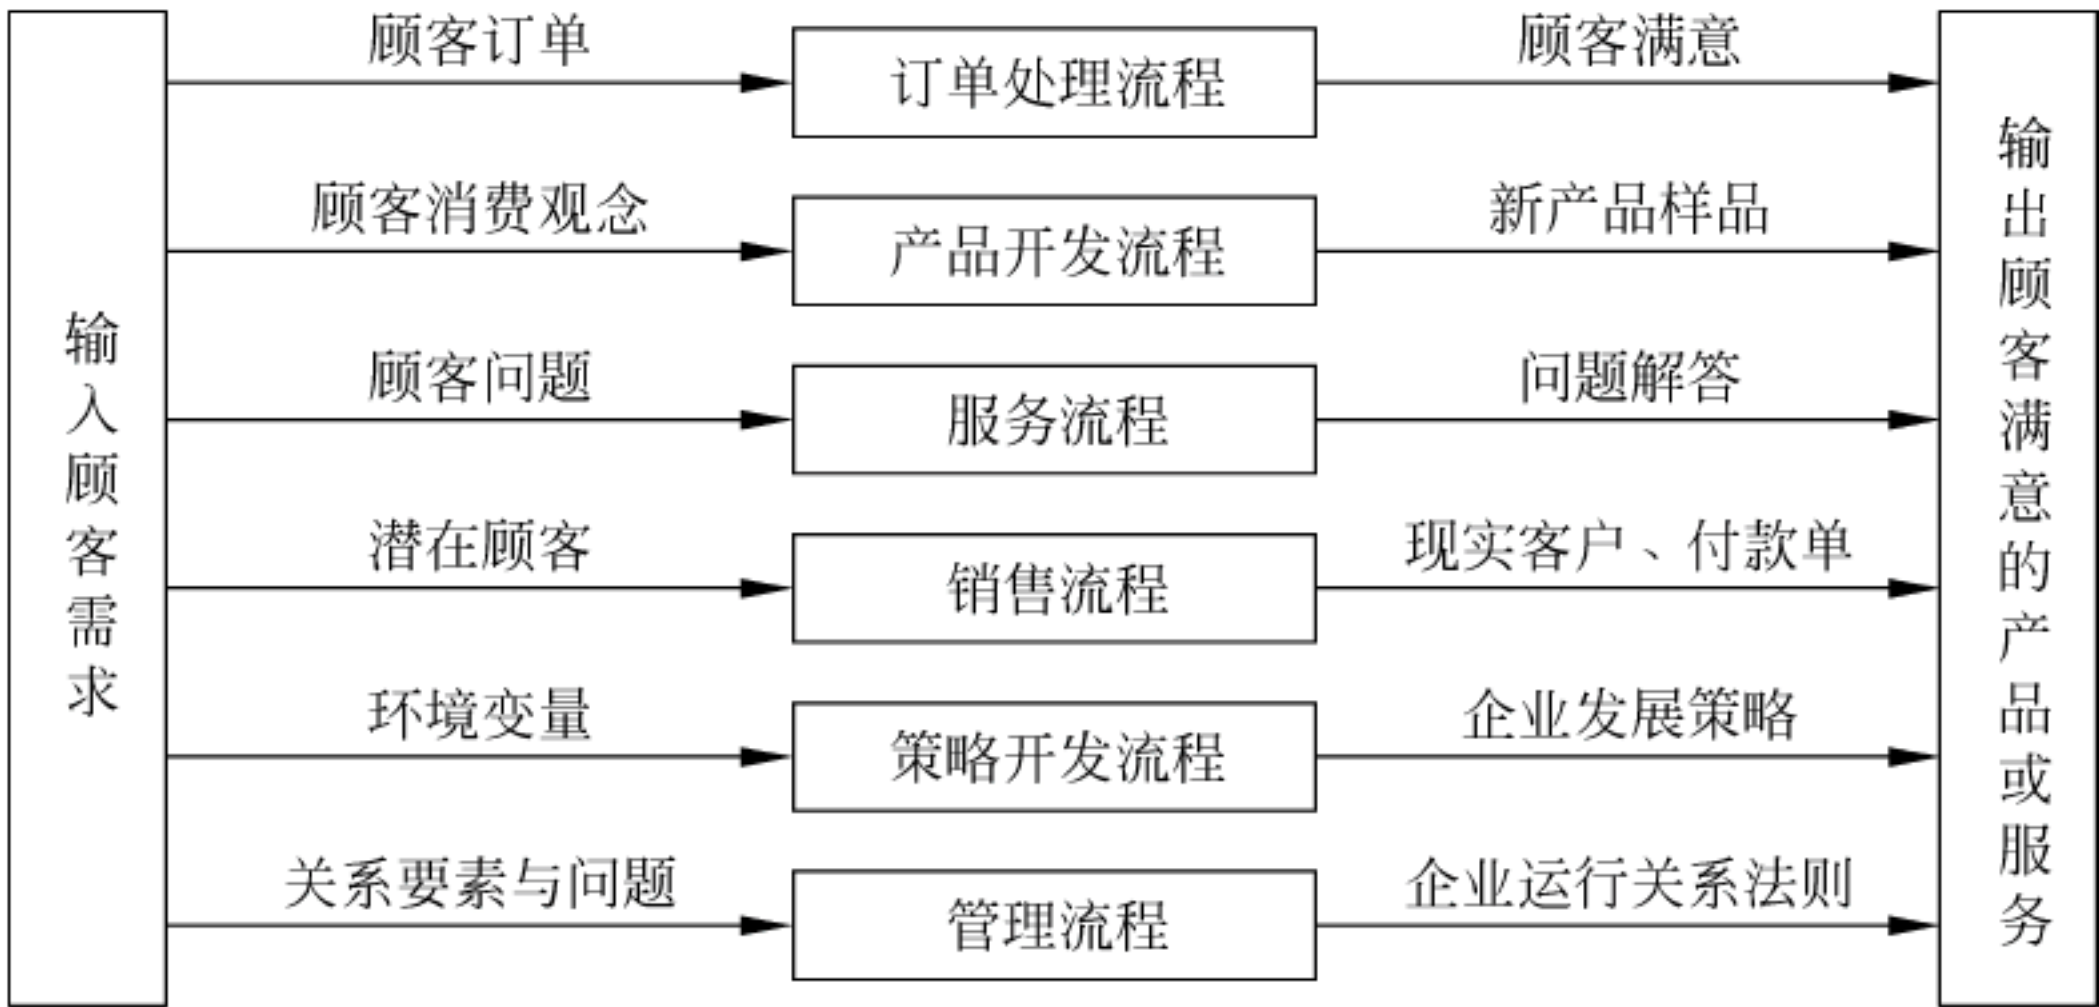 输入顾客需求
顾客订单
订单处理流程
顾客满意
顾客消费观念
产品开发流程
新产品样品
顾客问题
服务流程
问题解答
潜在顾客
销售流程
现实客户、付款单
环境变量
策略开发流程
企业发展策略
关系要素与问题
管理流程
企业运行关系法则
输出顾客满意的产品或服务